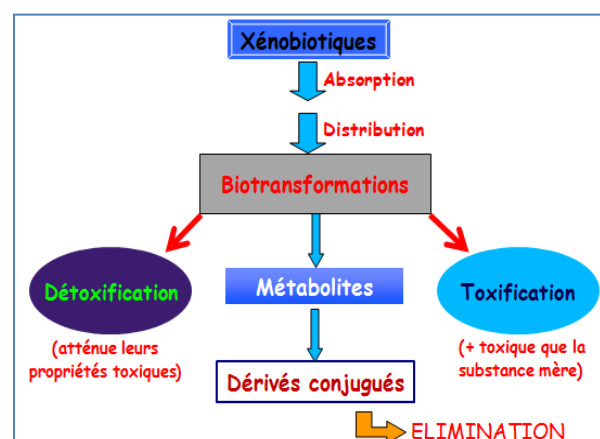 Xénobiotiques
Absorption
Distribution
Biotransformations
Détoxification
Métabolites
Toxification
(atténue leurs
propriétés toxiques)
(+ toxique que la
substance mère)
Dérivés conjugués
ELIMINATION